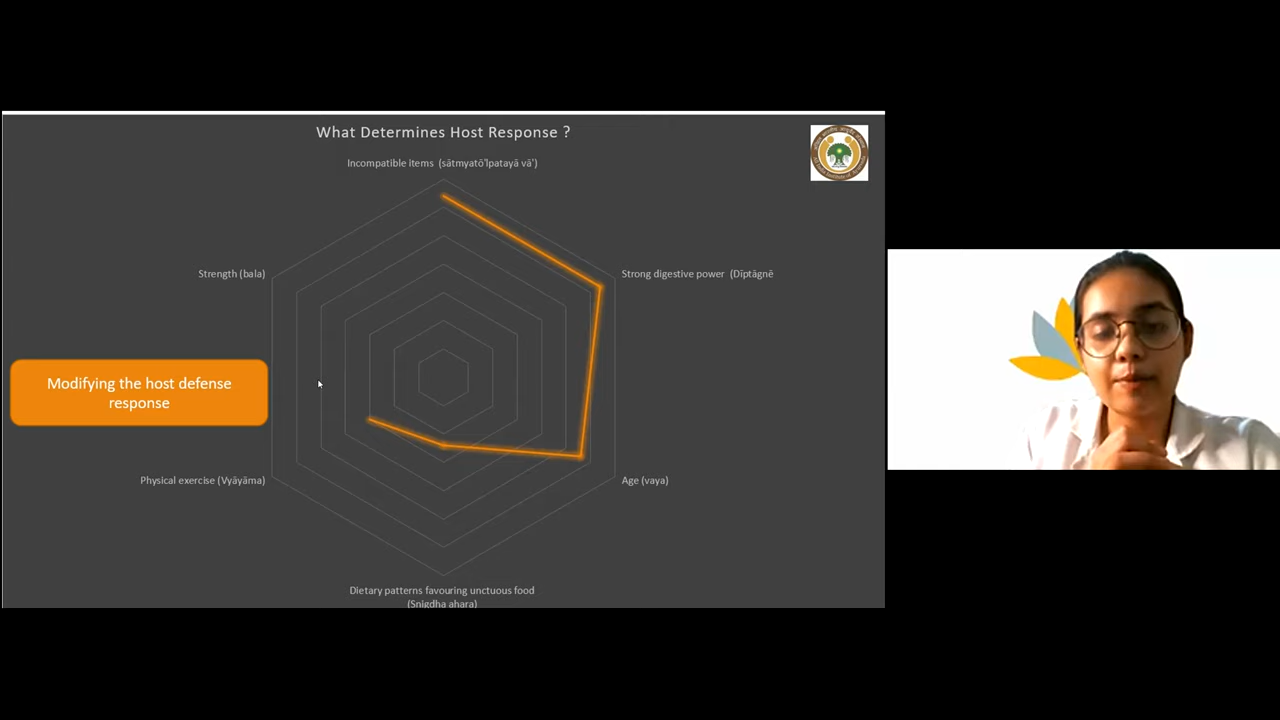 What Determines Host Response ?
Incompatible items (sātmyatō'lpatayā vā')
Strength (bala)
Strong digestive power (Dīptāgnē
Modifying the host defense
response
Physical exercise (Vyāyāma)
Age (vaya)
Dietary patterns favouring unctuous food
(Snigdha ahara)